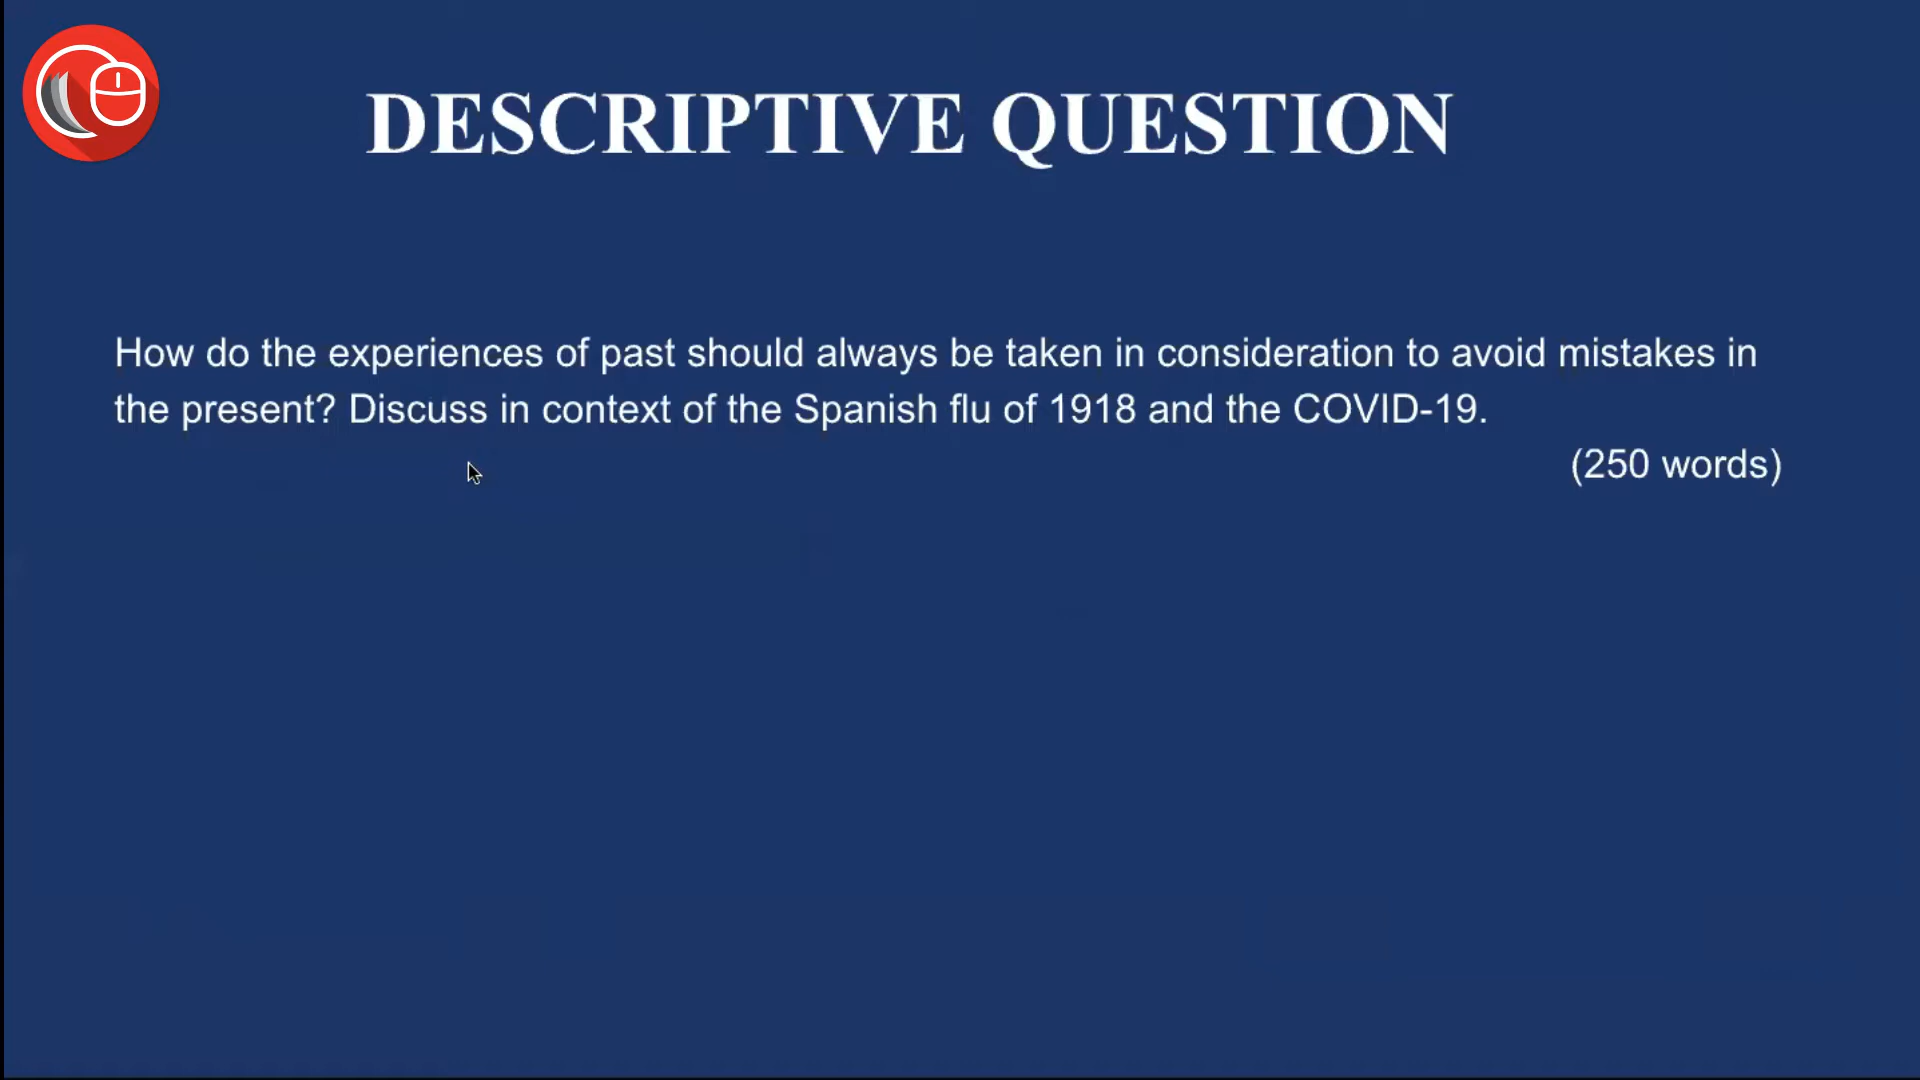 DESCRIPTIVE QUESTION
How do the experiences of past should always be taken in consideration to avoid mistakes in
the present? Discuss in context of the Spanish flu of 1918 and the COVID-19.
(250 words)